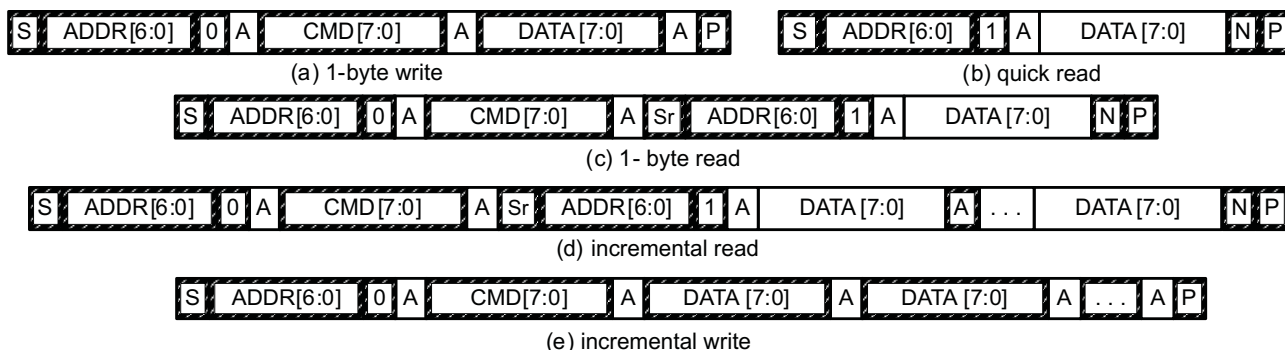 S ADDR[6:0] 0 A CMD[7:0] A DATA [7:0] A P S ADDR[6:0] 1 A DATA [7:0] N P
(a) 1-byte write (b) quick read
S ADDR[6:0] 0 A CMD[7:0] A Sr ADDR[6:0] 1 A DATA [7:0] N P
(c) 1- byte read
S ADDR[6:0] 0 A CMD[7:0] A Sr ADDR[6:0] 1 A DATA [7:0] A . . . DATA [7:0] N P
(d) incremental read
S ADDR[6:0] 0 A CMD[7:0] A DATA [7:0] A DATA [7:0] A . . . A P
(e) incremental write